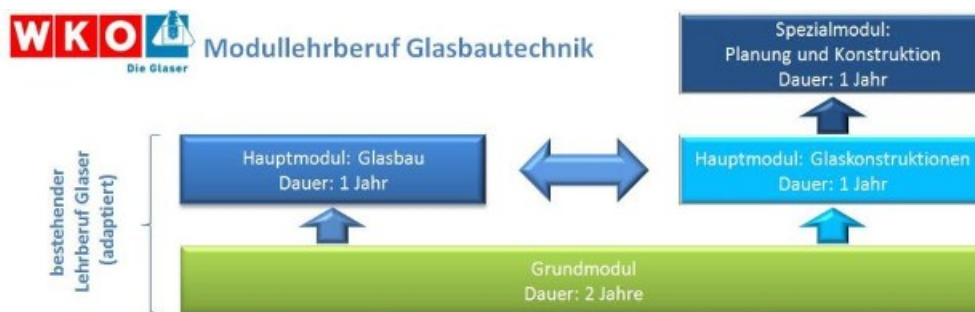 WKO
Die Glaser
Modullehrberuf Glasbautechnik
Spezialmodul:
Planung und Konstruktion
Dauer: 1 Jahr
bestehender
Lehrberuf Glaser
(adaptiert)
Hauptmodul: Glasbau
Dauer: 1 Jahr
Hauptmodul: Glaskonstruktionen
Dauer: 1 Jahr
Grundmodul
Dauer: 2 Jahre